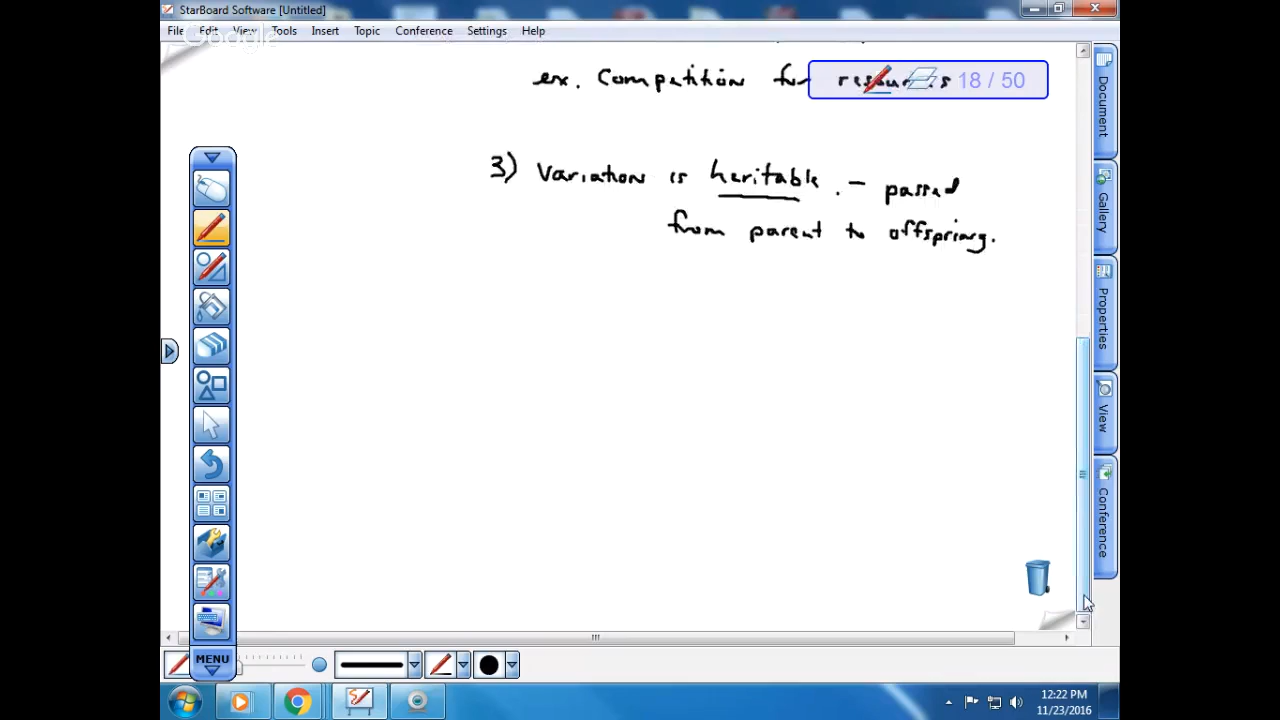 StarBoard Software [Untitled]
File Edit View Tools Insert Topic Conference Settings Help
Google
ex. Competition for resources
18 / 50
3) Variation is heritable. - passed
from parent to offspring.
Document
Gallery
Properties
View
Conference
MENU
12:22 PM
11/23/2016